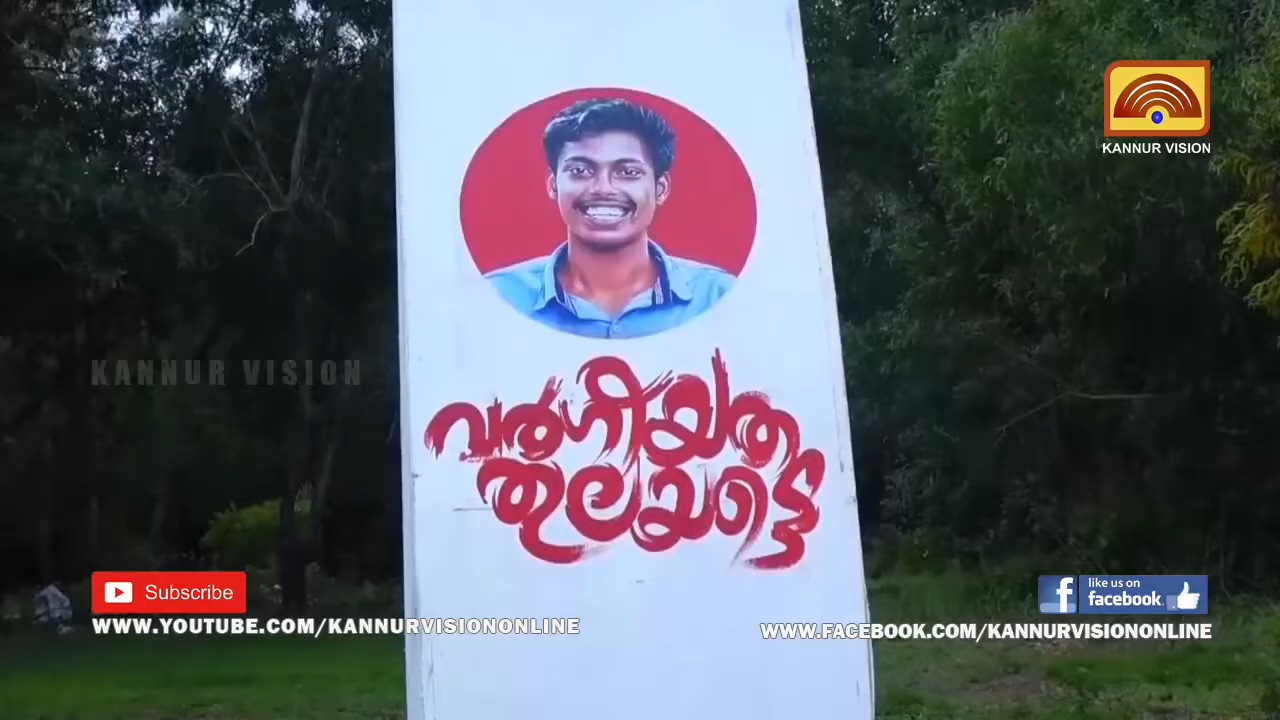 KANNUR VISION
KANNUR VISION
വർഗീയത
തുലയട്ടെ
Subscribe
WWW.YOUTUBE.COM/KANNURVISIONONLINE
like us on
facebook
WWW.FACEBOOK.COM/KANNURVISIONONLINE